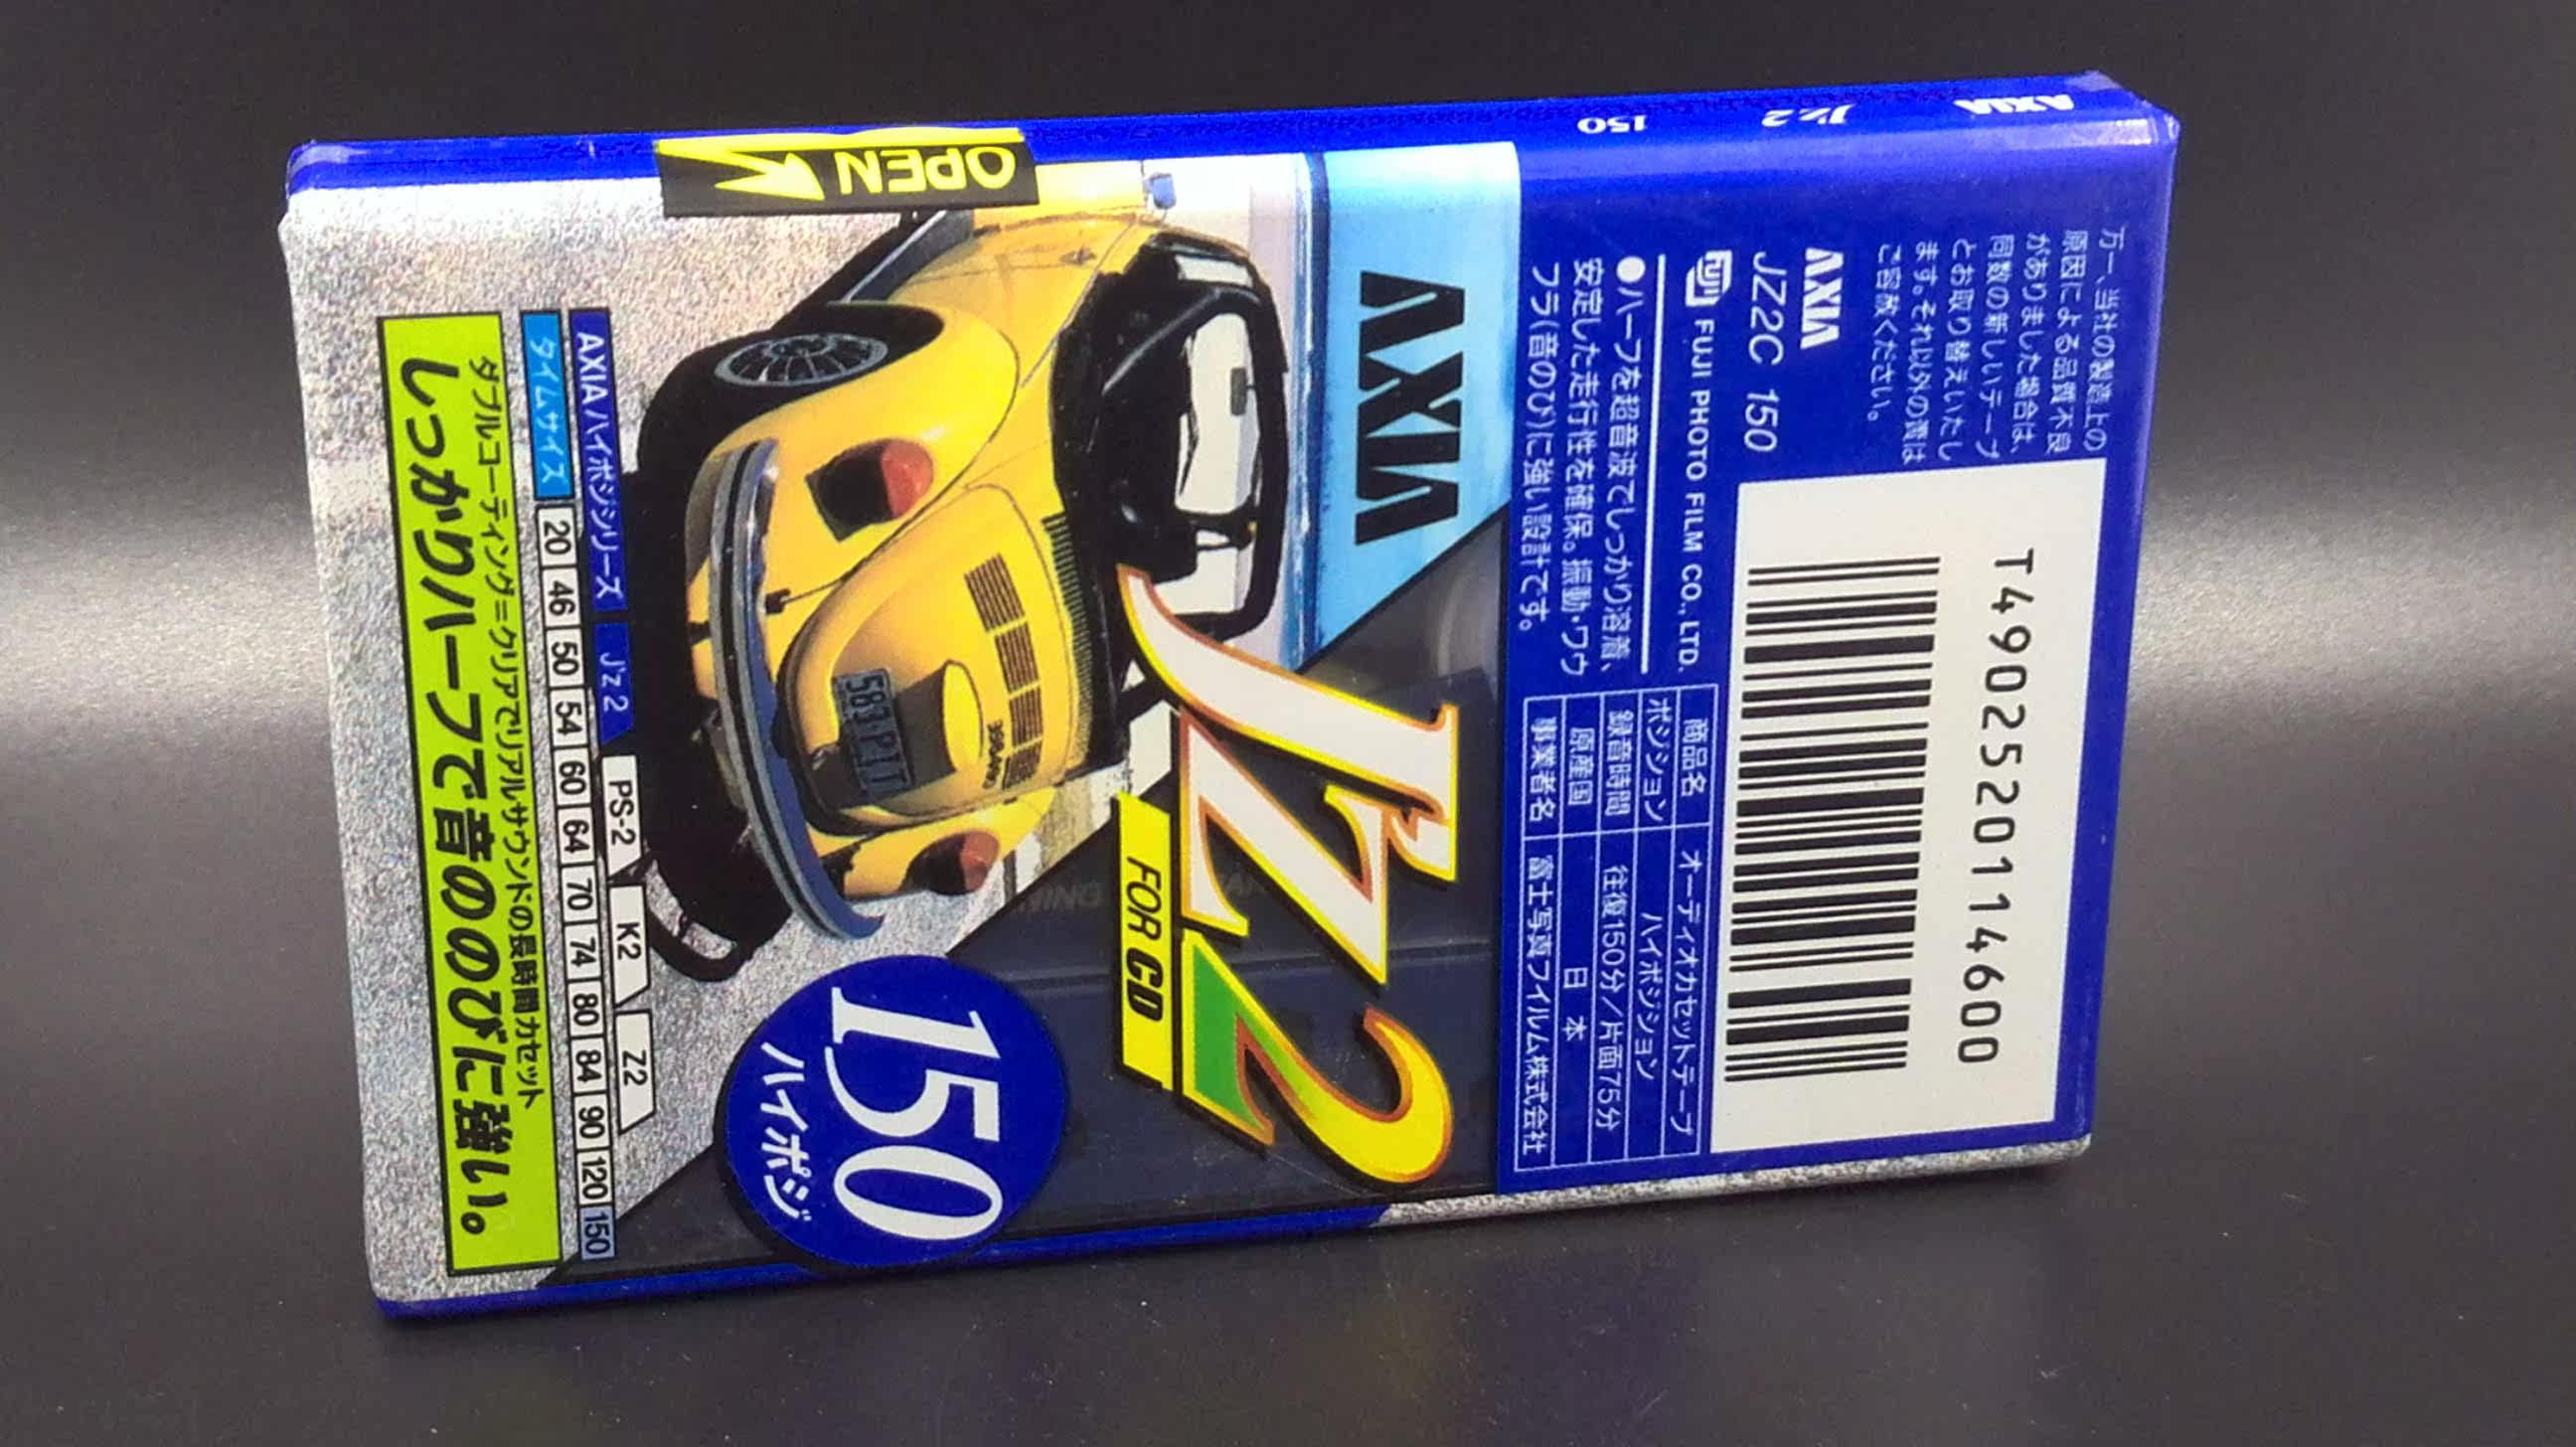 AXIA J'z 2 150
OPEN
万一、当社の製造上の
原因による品質不良
がありました場合は、
同数の新しいテープ
とお取り替えいたし
ます。それ以外の責は
ご容赦ください。
AXIA
JZ2C 150
FUJI FUJI PHOTO FILM CO., LTD.
●ハーフを超音波でしっかり溶着、
安定した走行性を確保。振動・ワウ
フラ(音のび)に強い設計です。
T4902520114600
商品名 オーディオカセットテープ
ポジション ハイポジション
録音時間 往復150分/片面75分
原産国 日本
事業者名 富士写真フイルム株式会社
AXIA
J'z 2
FOR CD
583 PIT
150
ハイポジ
AXIAハイポジシリーズ J'z 2 PS-2 K2 Z2
タイムサイズ 20 46 50 54 60 64 70 74 80 84 90 120 150
ダブルコーティング=クリアでリアルサウンドの長時間カセット
しっかりハーフで音ののびに強い。